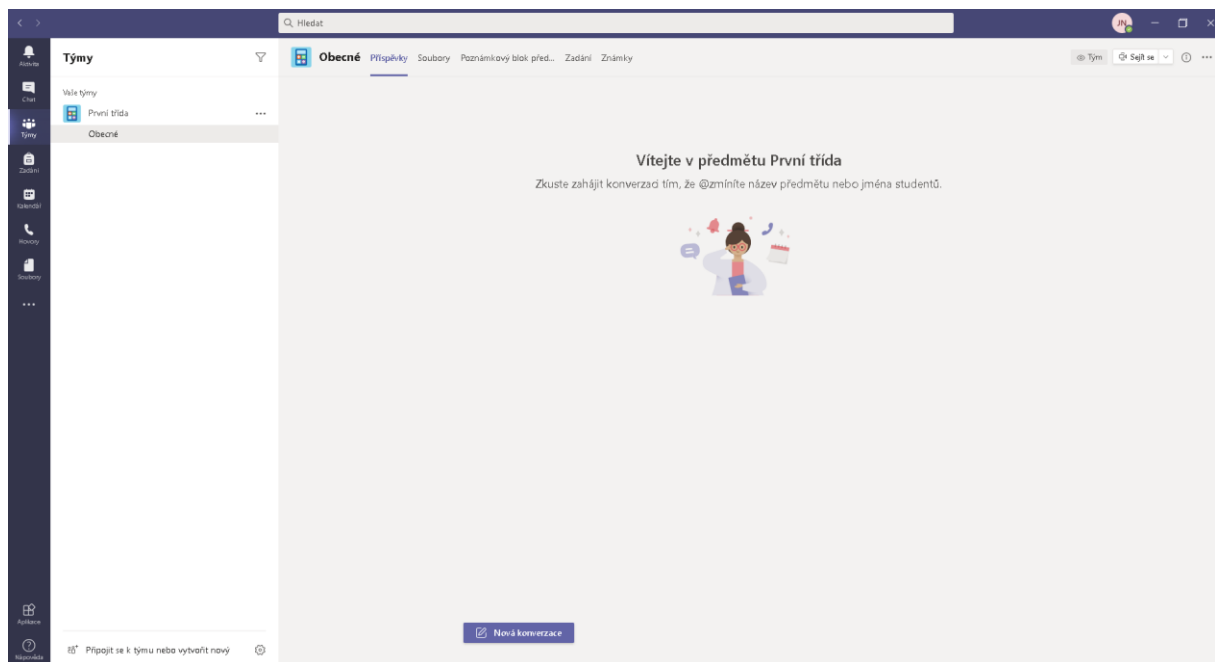 Hledat
JN
Aktivita
Chat
Týmy
Zadání
Kalendář
Hovory
Soubory
Aplikace
Nápověda
Týmy
Vaše týmy
První třída
Obecné
Připojit se k týmu nebo vytvořit nový
Obecné Příspěvky Soubory Poznámkový blok před... Zadání Známky
Tým Sejít se
Vítejte v předmětu První třída
Zkuste zahájit konverzaci tím, že @zmíníte název předmětu nebo jména studentů.
Nová konverzace